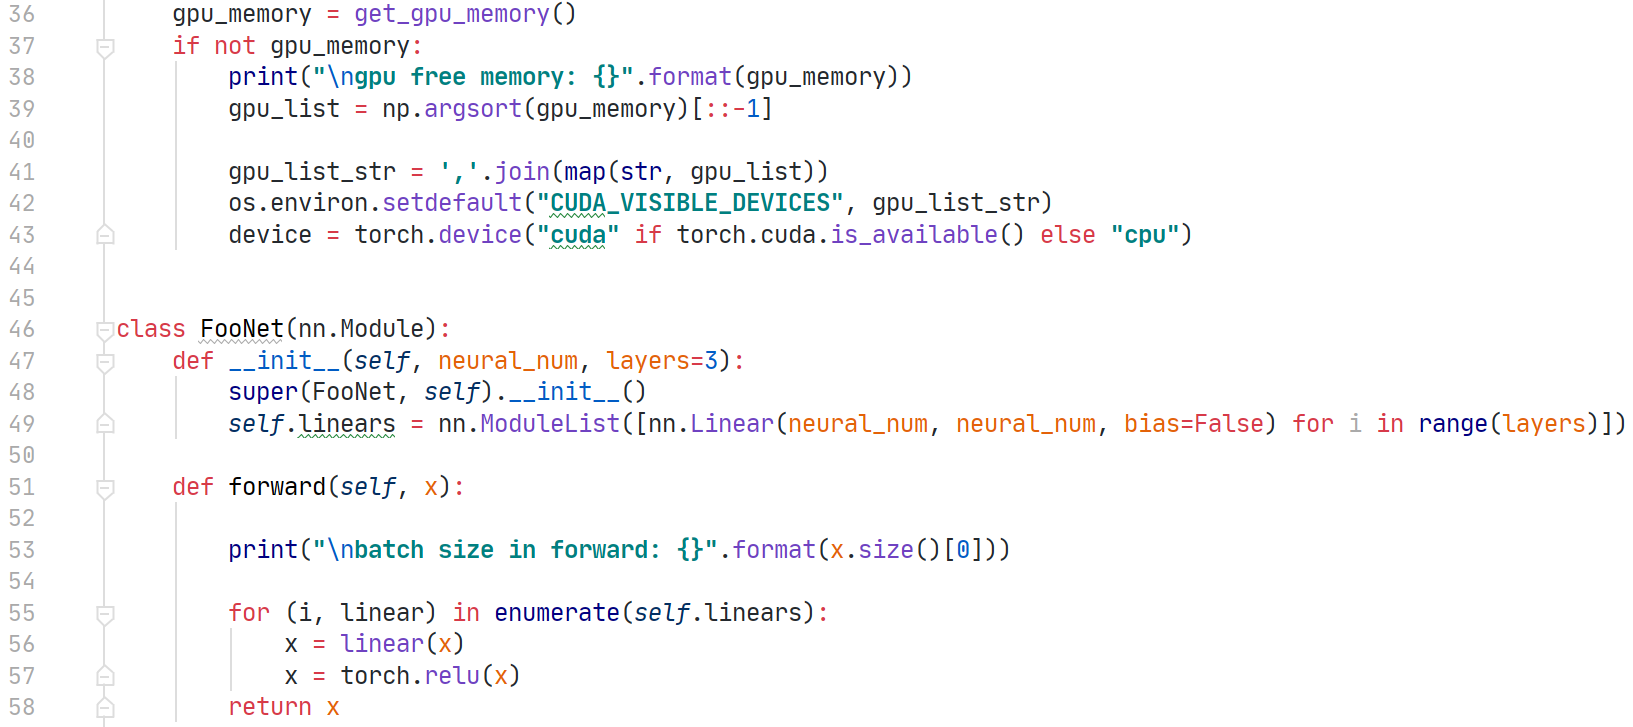 36 gpu_memory = get_gpu_memory()
37 if not gpu_memory:
38 print("\ngpu free memory: {}".format(gpu_memory))
39 gpu_list = np.argsort(gpu_memory)[::-1]
40
41 gpu_list_str = ','.join(map(str, gpu_list))
42 os.environ.setdefault("CUDA_VISIBLE_DEVICES", gpu_list_str)
43 device = torch.device("cuda" if torch.cuda.is_available() else "cpu")
44
45
46 class FooNet(nn.Module):
47 def __init__(self, neural_num, layers=3):
48 super(FooNet, self).__init__()
49 self.linears = nn.ModuleList([nn.Linear(neural_num, neural_num, bias=False) for i in range(layers)])
50
51 def forward(self, x):
52
53 print("\nbatch size in forward: {}".format(x.size()[0]))
54
55 for (i, linear) in enumerate(self.linears):
56 x = linear(x)
57 x = torch.relu(x)
58 return x